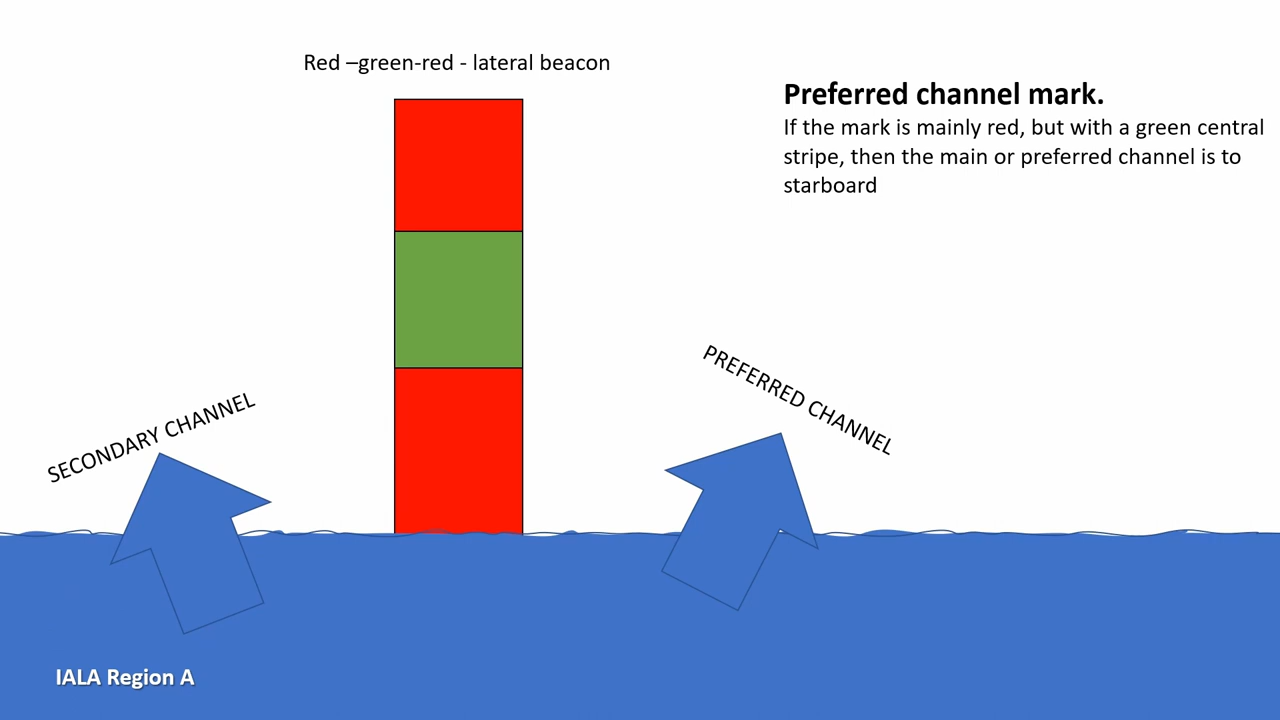 Red –green-red - lateral beacon
Preferred channel mark.
If the mark is mainly red, but with a green central
stripe, then the main or preferred channel is to
starboard
SECONDARY CHANNEL
PREFERRED CHANNEL
IALA Region A